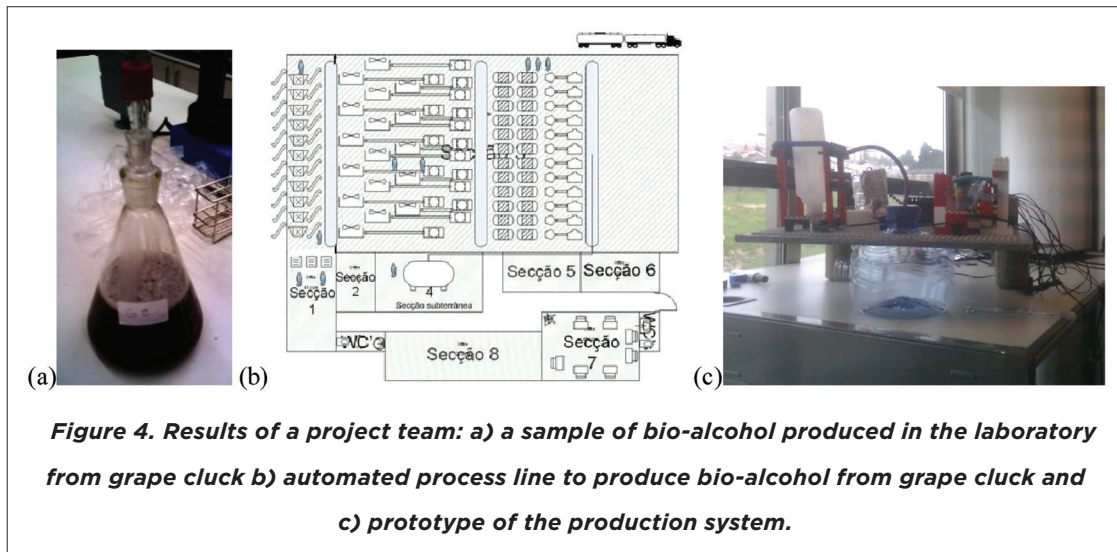 (a)
(b)
(c)
Secção
1
Secção
2
4
Secção subterrânea
Secção 5
Secção 6
WC
Secção 8
Secção
7
WC
Figure 4. Results of a project team: a) a sample of bio-alcohol produced in the laboratory
from grape cluck b) automated process line to produce bio-alcohol from grape cluck and
c) prototype of the production system.